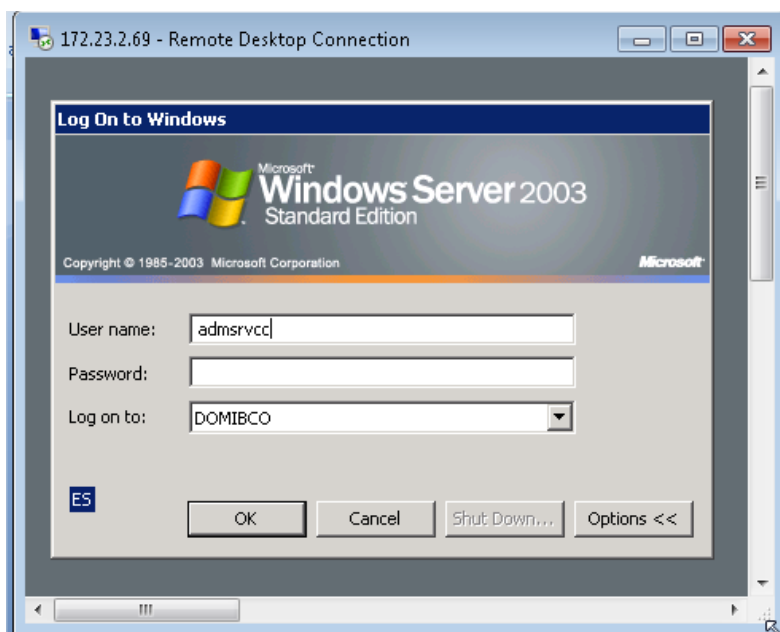 172.23.2.69 - Remote Desktop Connection
Log On to Windows
Microsoft
Windows Server 2003
Standard Edition
Copyright © 1985-2003 Microsoft Corporation
Microsoft
User name: admsrvcc
Password:
Log on to: DOMIBCO
ES
OK Cancel Shut Down... Options <<